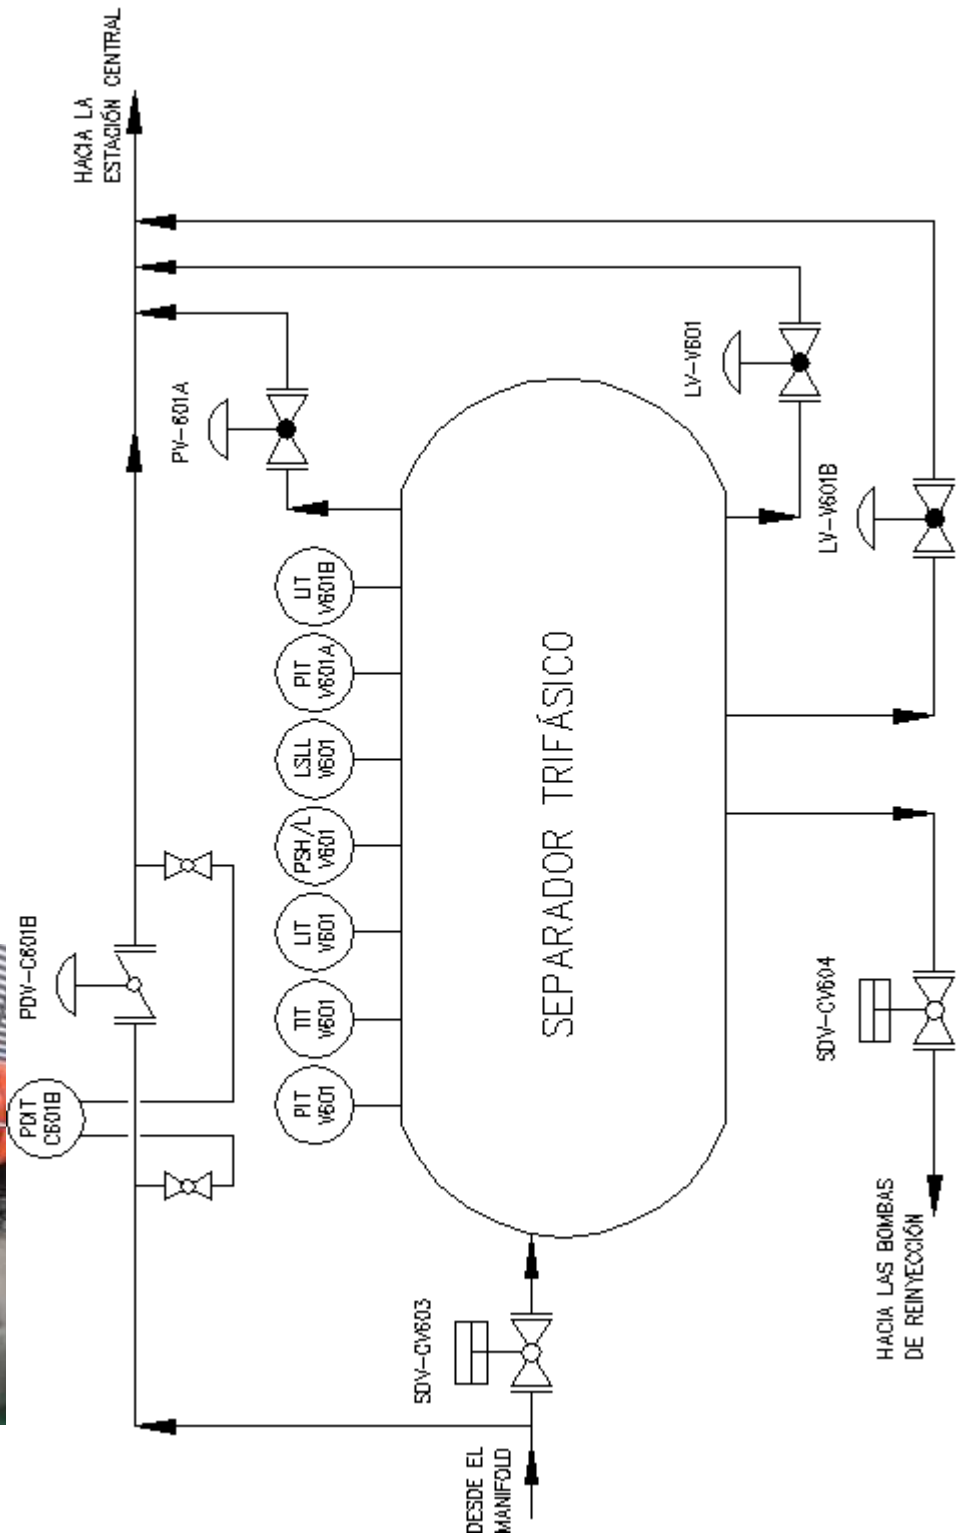 HACIA LA
ESTACIÓN CENTRAL
PV-601A
LV-V601
LV-V601B
LIT
V601B
PIT
V601A
LSLL
V601
PSH/L
V601
LIT
V601
TIT
V601
PIT
V601
SEPARADOR TRIFÁSICO
PDV-C601B
PDIT
C601B
SDV-CV604
SDV-CV603
HACIA LAS BOMBAS
DE REINYECCIÓN
DESDE EL
MANIFOLD